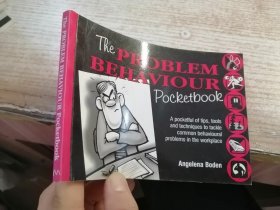 The PROBLEM BEHAVIOUR Pocketbook
The
PROBLEM
BEHAVIOUR
Pocketbook
A pocketful of tips, tools
and techniques to tackle
common behavioural
problems in the workplace
Angelena Boden